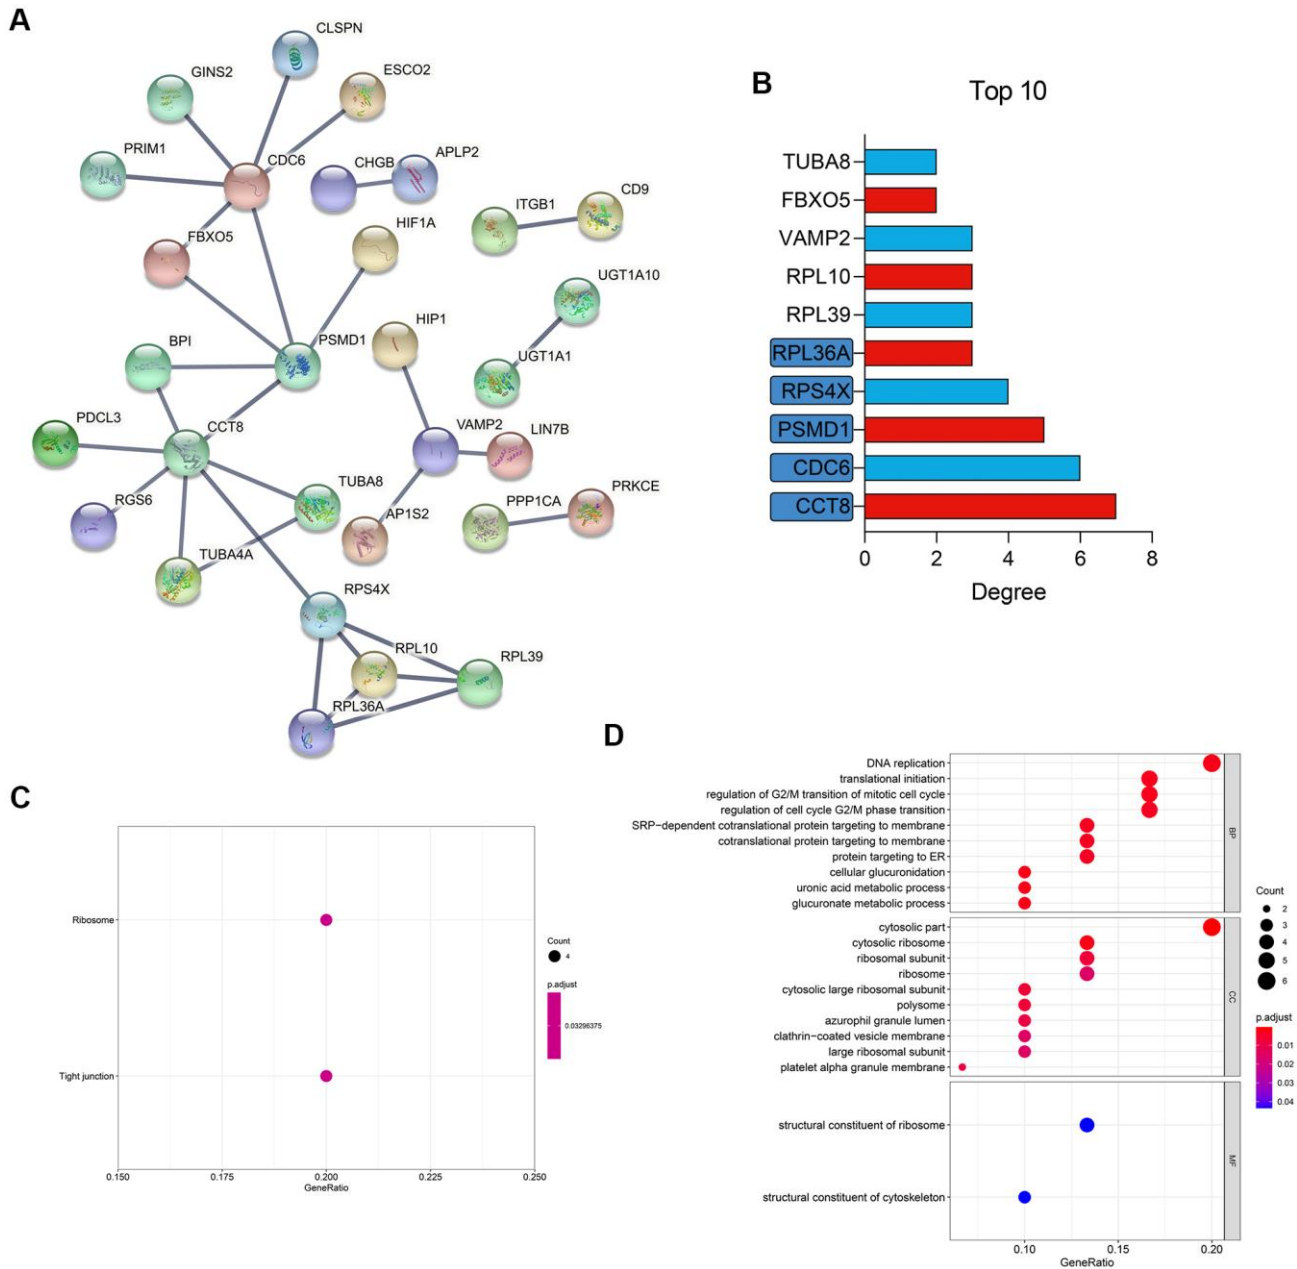 A
CLSPN
GINS2
ESCO2
PRIM1
CDC6
CHGB
APLP2
ITGB1
CD9
FBXO5
HIF1A
UGT1A10
BPI
PSMD1
HIP1
UGT1A1
PDCL3
CCT8
VAMP2
LIN7B
RGS6
TUBA8
AP1S2
PPP1CA
PRKCE
TUBA4A
RPS4X
RPL10
RPL39
RPL36A
B
Top 10
TUBA8
FBXO5
VAMP2
RPL10
RPL39
RPL36A
RPS4X
PSMD1
CDC6
CCT8
0 2 4 6 8
Degree
C
Ribosome
Tight junction
0.150 0.175 0.200 0.225 0.250
GeneRatio
Count
4
p.adjust
0.03296375
D
DNA replication
translational initiation
regulation of G2/M transition of mitotic cell cycle
regulation of cell cycle G2/M phase transition
SRP−dependent cotranslational protein targeting to membrane
cotranslational protein targeting to membrane
protein targeting to ER
cellular glucuronidation
uronic acid metabolic process
glucuronate metabolic process
BP
cytosolic part
cytosolic ribosome
ribosomal subunit
ribosome
cytosolic large ribosomal subunit
polysome
azurophil granule lumen
clathrin−coated vesicle membrane
large ribosomal subunit
platelet alpha granule membrane
CC
structural constituent of ribosome
structural constituent of cytoskeleton
MF
0.10 0.15 0.20
GeneRatio
Count
2
3
4
5
6
p.adjust
0.01
0.02
0.03
0.04